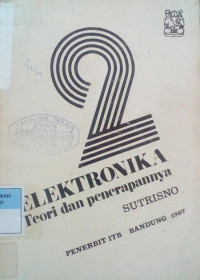 2
ELEKTRONIKA
Teori dan penerapannya
SUTRISNO
PENERBIT ITB BANDUNG 1987